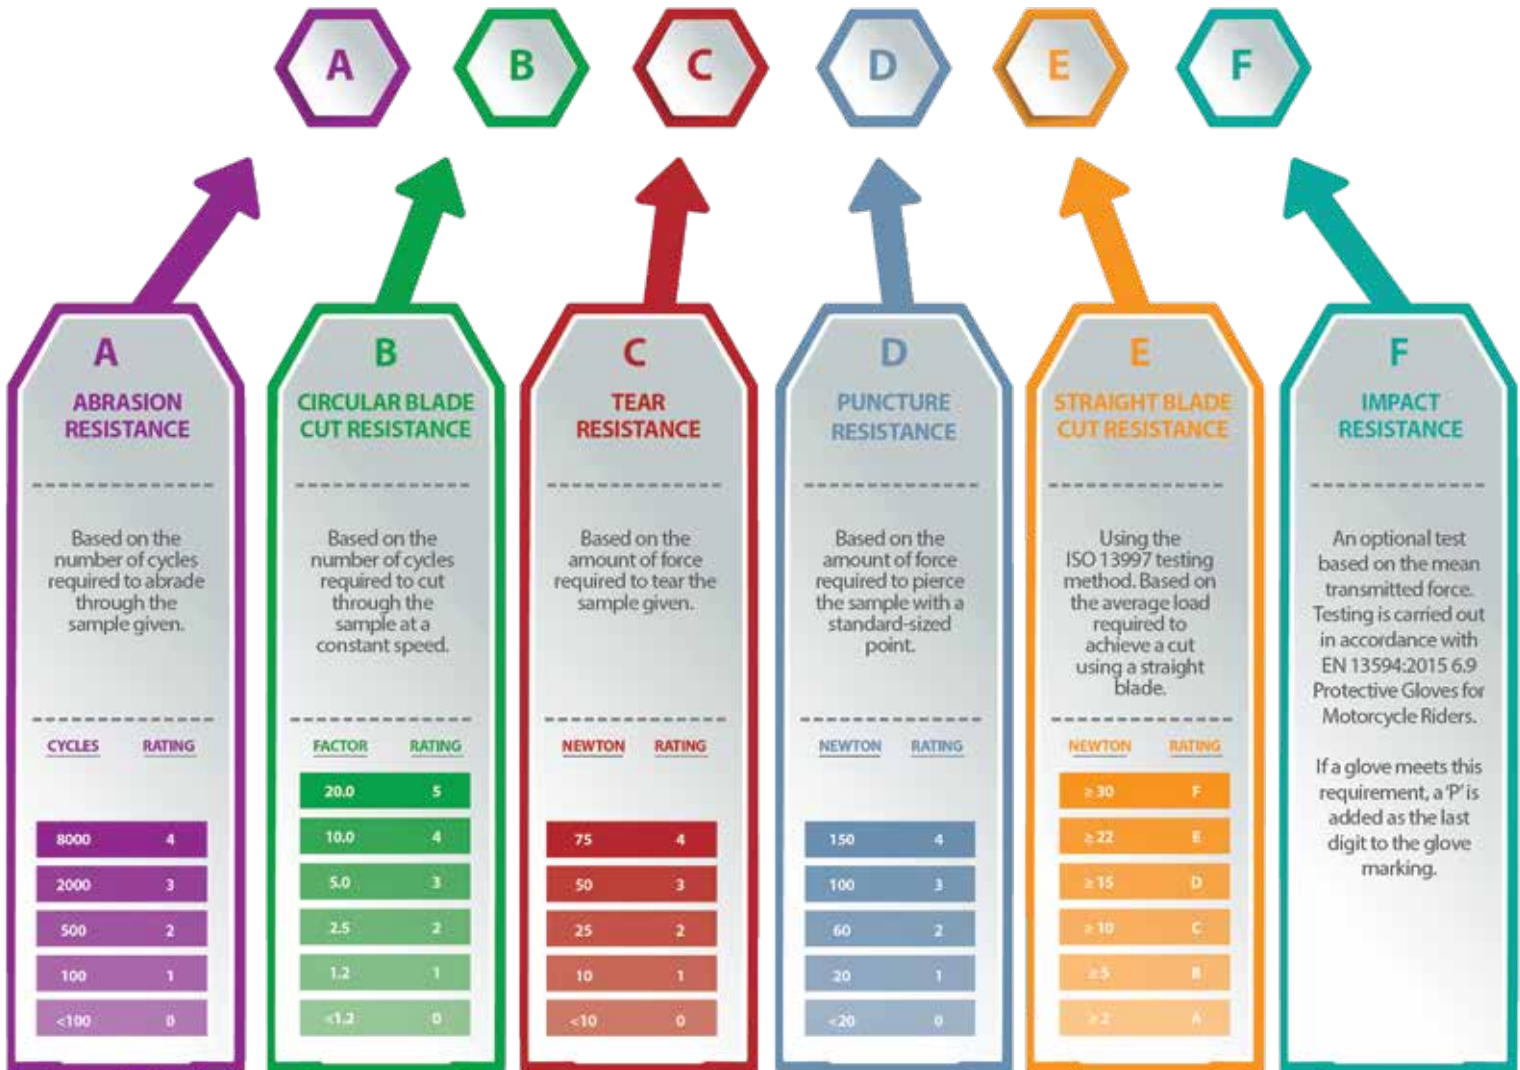 A
B
C
D
E
F
A
ABRASION
RESISTANCE
Based on the
number of cycles
required to abrade
through the
sample given.
CYCLES RATING
8000 4
2000 3
500 2
100 1
<100 0
B
CIRCULAR BLADE
CUT RESISTANCE
Based on the
number of cycles
required to cut
through the
sample at a
constant speed.
FACTOR RATING
20.0 5
10.0 4
5.0 3
2.5 2
1.2 1
<1.2 0
C
TEAR
RESISTANCE
Based on the
amount of force
required to tear the
sample given.
NEWTON RATING
75 4
50 3
25 2
10 1
<10 0
D
PUNCTURE
RESISTANCE
Based on the
amount of force
required to pierce
the sample with a
standard-sized
point.
NEWTON RATING
150 4
100 3
60 2
20 1
<20 0
E
STRAIGHT BLADE
CUT RESISTANCE
Using the
ISO 13997 testing
method. Based on
the average load
required to
achieve a cut
using a straight
blade.
NEWTON RATING
≥ 30 F
≥ 22 E
≥ 15 D
≥ 10 C
≥ 5 B
≥ 2 A
F
IMPACT
RESISTANCE
An optional test
based on the mean
transmitted force.
Testing is carried out
in accordance with
EN 13594:2015 6.9
Protective Gloves for
Motorcycle Riders.
If a glove meets this
requirement, a 'P' is
added as the last
digit to the glove
marking.